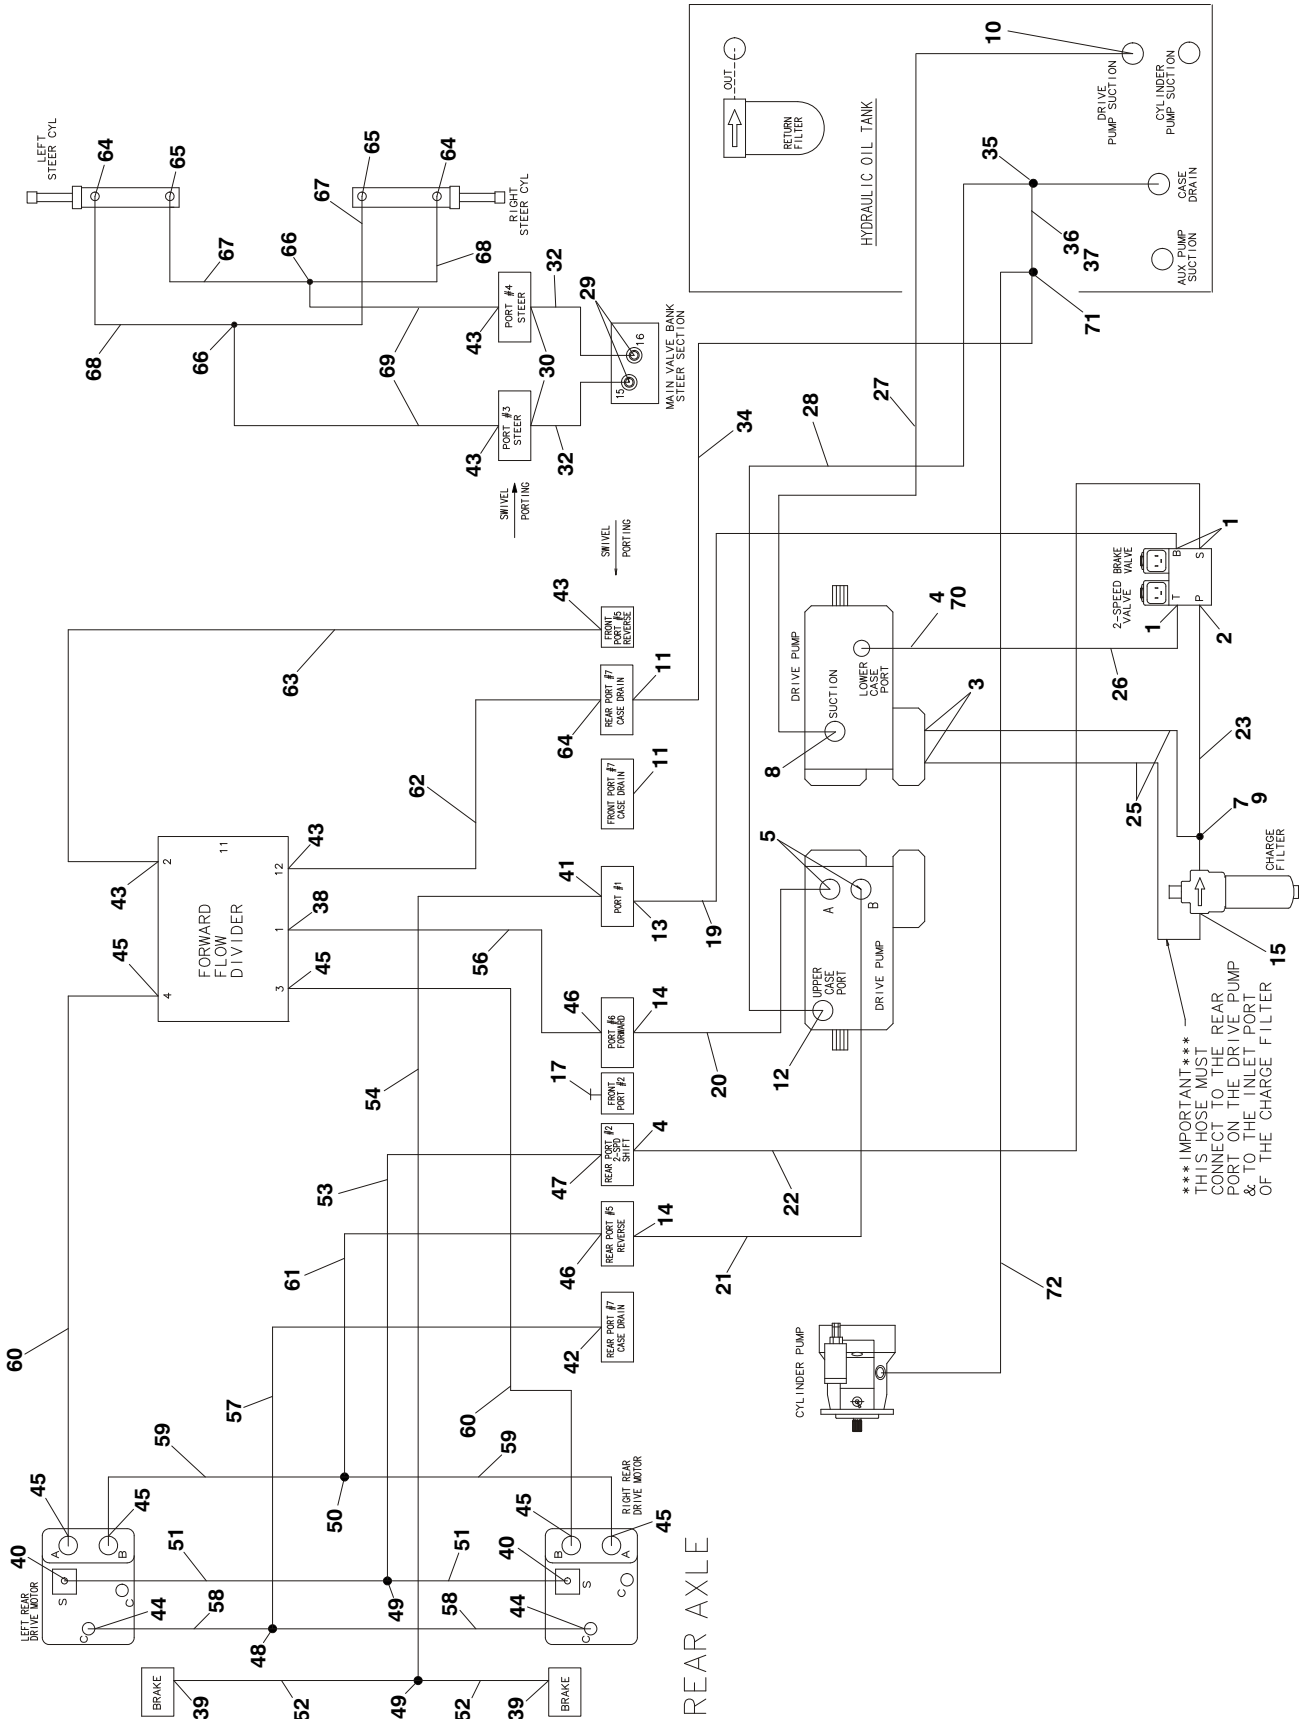 10
OUT
DRIVE
PUMP SUCTION
CYLINDER
PUMP SUCTION
RETURN
FILTER
HYDRAULIC OIL TANK
35
CASE
DRAIN
36
37
AUX PUMP
SUCTION
71
LEFT
STEER CYL
64
65
67
65
64
RIGHT
STEER CYL
67
66
68
68
66
69
43
PORT #4
STEER
32
29
30
16
15
MAIN VALVE BANK
STEER SECTION
43
PORT #3
STEER
32
34
28
27
SWIVEL
PORTING
SWIVEL
PORTING
63
43
FRONT
PORT #5
REVERSE
64
REAR PORT #7
CASE DRAIN
11
FRONT PORT #7
CASE DRAIN
11
62
DRIVE PUMP
SUCTION
LOWER
CASE
PORT
8
4
70
3
26
25
2-SPEED
VALVE
BRAKE
VALVE
T
B
P
S
1
1
2
23
7
9
CHARGE
FILTER
15
43
2
11
12
43
FORWARD
FLOW
DIVIDER
1
38
4
45
3
45
56
41
PORT #1
13
19
46
PORT #6
FORWARD
14
20
17
FRONT
PORT #2
54
53
47
REAR PORT #2
2-SPD
SHIFT
4
22
5
A
B
UPPER
CASE
PORT
DRIVE PUMP
12
***IMPORTANT***
THIS HOSE MUST
CONNECT TO THE REAR
PORT ON THE DRIVE PUMP
& TO THE INLET PORT
OF THE CHARGE FILTER
61
46
REAR PORT #5
REVERSE
14
21
42
REAR PORT #7
CASE DRAIN
72
CYLINDER PUMP
60
57
60
59
59
50
45
45
A
B
40
S
C
C
44
LEFT REAR
DRIVE MOTOR
51
51
49
58
58
48
RIGHT REAR
DRIVE MOTOR
45
45
B
A
40
S
C
C
44
BRAKE
39
52
49
52
39
BRAKE
REAR AXLE